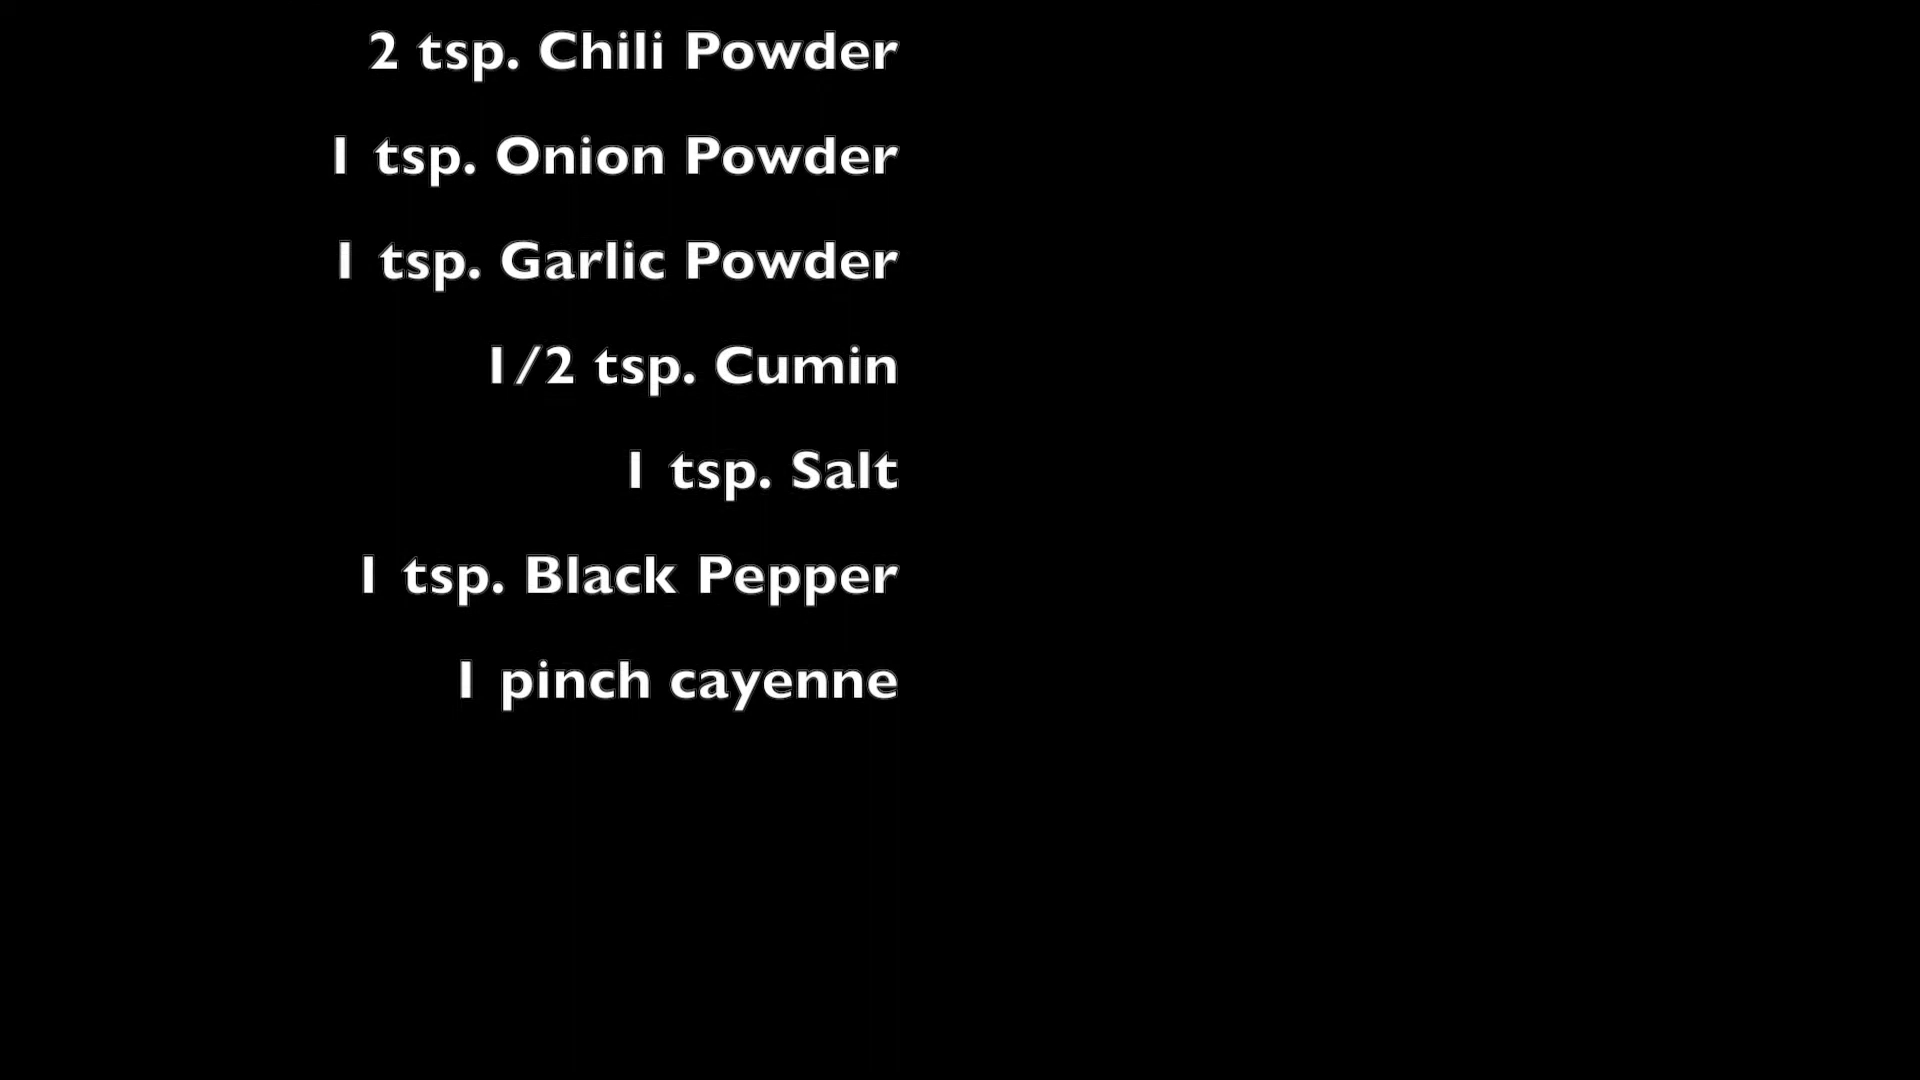 2 tsp. Chili Powder
1 tsp. Onion Powder
1 tsp. Garlic Powder
1/2 tsp. Cumin
1 tsp. Salt
1 tsp. Black Pepper
1 pinch cayenne